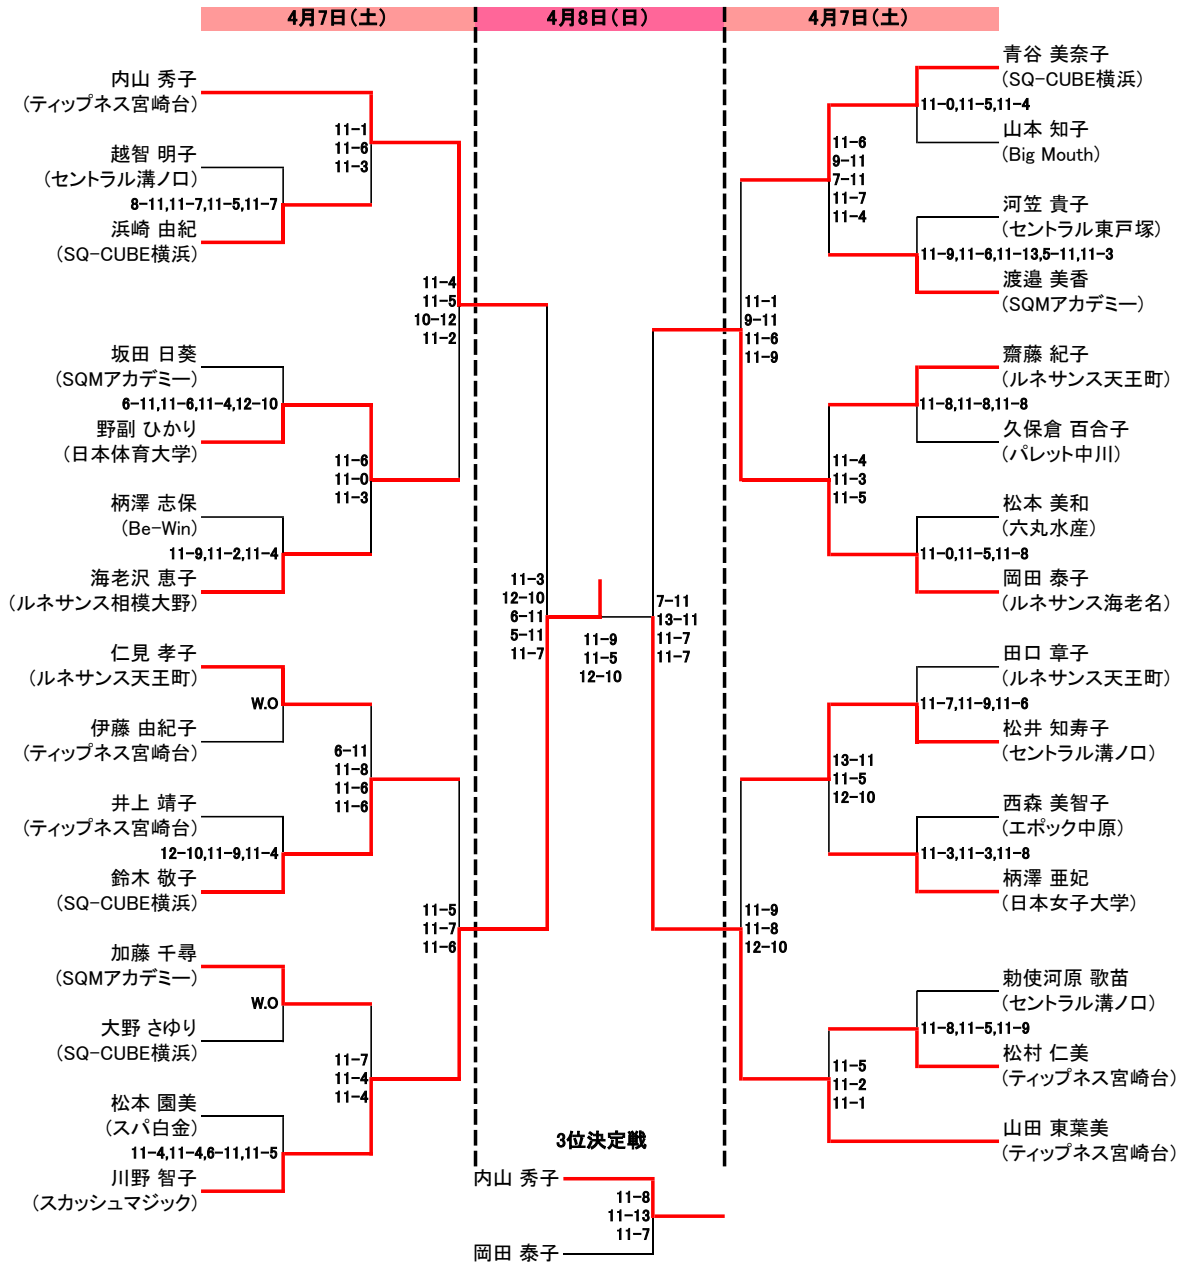 4月7日(土)
4月8日(日)
4月7日(土)
内山 秀子
(ティップネス宮崎台)
11-1
11-6
11-3
越智 明子
(セントラル溝ノ口)
8-11,11-7,11-5,11-7
浜崎 由紀
(SQ-CUBE横浜)
11-4
11-5
10-12
11-2
坂田 日葵
(SQMアカデミー)
6-11,11-6,11-4,12-10
野副 ひかり
(日本体育大学)
11-6
11-0
11-3
柄澤 志保
(Be-Win)
11-9,11-2,11-4
海老沢 恵子
(ルネサンス相模大野)
11-3
12-10
6-11
5-11
11-7
仁見 孝子
(ルネサンス天王町)
W.O
伊藤 由紀子
(ティップネス宮崎台)
6-11
11-8
11-6
11-6
井上 靖子
(ティップネス宮崎台)
12-10,11-9,11-4
鈴木 敬子
(SQ-CUBE横浜)
11-5
11-7
11-6
加藤 千尋
(SQMアカデミー)
W.O
大野 さゆり
(SQ-CUBE横浜)
11-7
11-4
11-4
松本 園美
(スパ白金)
11-4,11-4,6-11,11-5
川野 智子
(スカッシュマジック)
11-9
11-5
12-10
青谷 美奈子
(SQ-CUBE横浜)
11-0,11-5,11-4
山本 知子
(Big Mouth)
11-6
9-11
7-11
11-7
11-4
河笠 貴子
(セントラル東戸塚)
11-9,11-6,11-13,5-11,11-3
渡邉 美香
(SQMアカデミー)
11-1
9-11
11-6
11-9
齋藤 紀子
(ルネサンス天王町)
11-8,11-8,11-8
久保倉 百合子
(パレット中川)
11-4
11-3
11-5
松本 美和
(六丸水産)
11-0,11-5,11-8
岡田 泰子
(ルネサンス海老名)
7-11
13-11
11-7
11-7
田口 章子
(ルネサンス天王町)
11-7,11-9,11-6
松井 知寿子
(セントラル溝ノ口)
13-11
11-5
12-10
西森 美智子
(エポック中原)
11-3,11-3,11-8
柄澤 亜妃
(日本女子大学)
11-9
11-8
12-10
勅使河原 歌苗
(セントラル溝ノ口)
11-8,11-5,11-9
松村 仁美
(ティップネス宮崎台)
11-5
11-2
11-1
山田 東葉美
(ティップネス宮崎台)
3位決定戦
内山 秀子
11-8
11-13
11-7
岡田 泰子